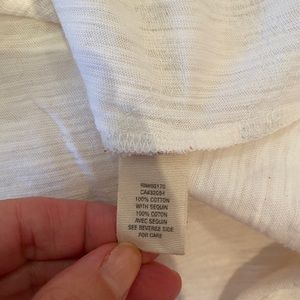 100% COTTON
WITH SEQUIN
100% COTON
AVEC SEQUIN
SEE REVERSE SIDE
FOR CARE